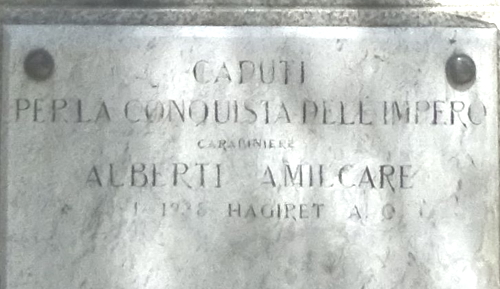 CADUTI
PER LA CONQUISTA DELL'IMPERO
CARABINIERE
ALBERTI AMILCARE
HAGIRET A. O.